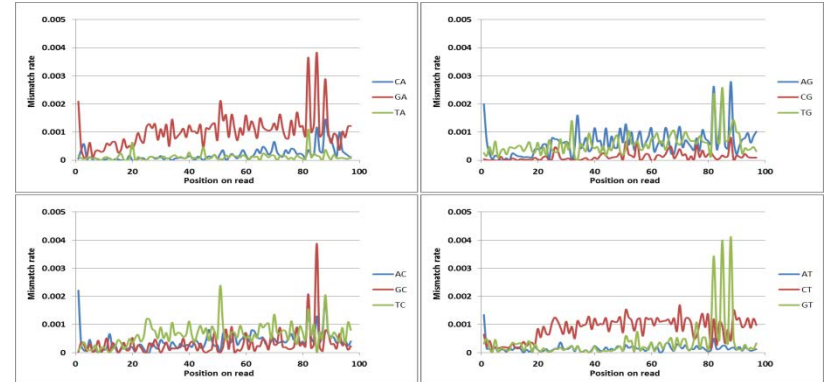 0.005
0.004
0.003
0.002
0.001
0
Mismatch rate
0 20 40 60 80 100
Position on read
CA
GA
TA
0.005
0.004
0.003
0.002
0.001
0
Mismatch rate
0 20 40 60 80 100
Position on read
AG
CG
TG
0.005
0.004
0.003
0.002
0.001
0
Mismatch rate
0 20 40 60 80 100
Position on read
AC
GC
TC
0.005
0.004
0.003
0.002
0.001
0
Mismatch rate
0 20 40 60 80 100
Position on read
AT
CT
GT